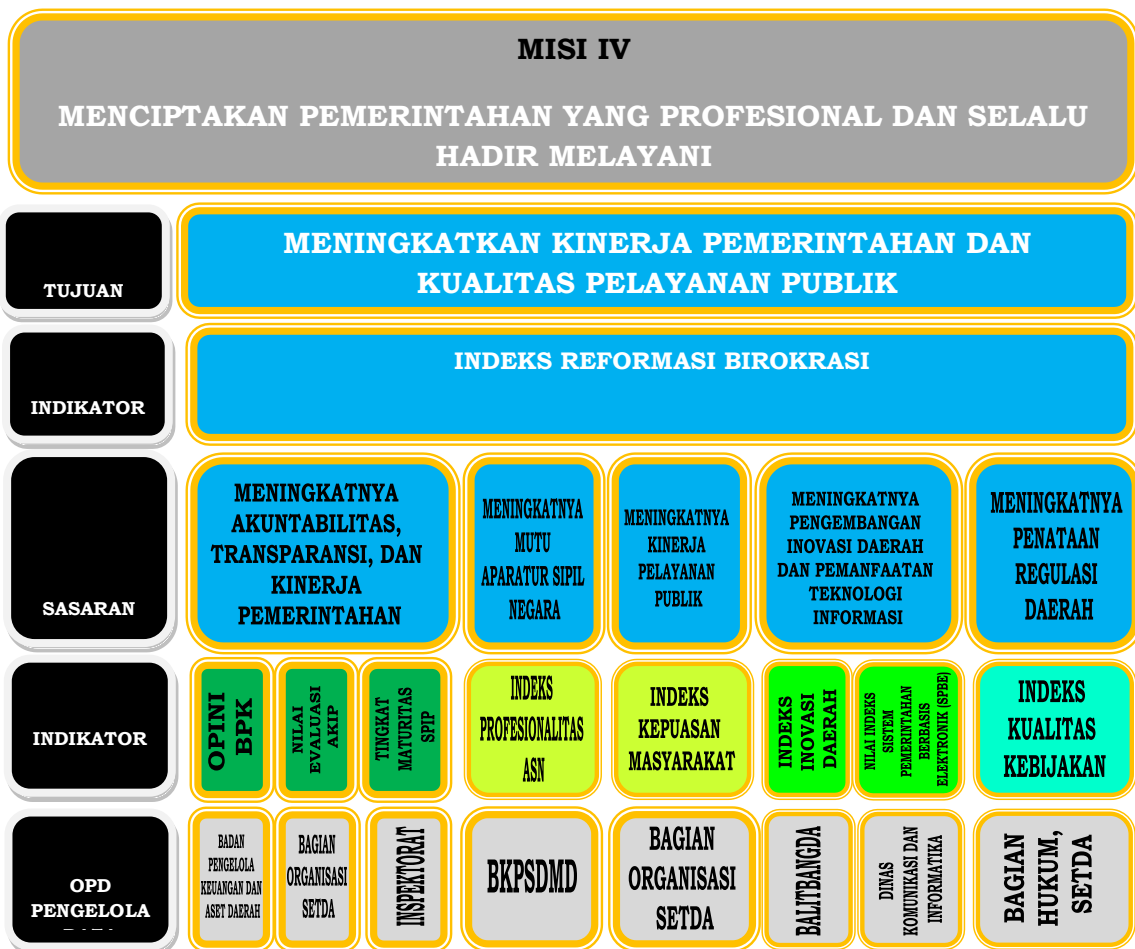 MISI IV
MENCIPTAKAN PEMERINTAHAN YANG PROFESIONAL DAN SELALU
HADIR MELAYANI
TUJUAN
MENINGKATKAN KINERJA PEMERINTAHAN DAN
KUALITAS PELAYANAN PUBLIK
INDIKATOR
INDEKS REFORMASI BIROKRASI
SASARAN
MENINGKATNYA
AKUNTABILITAS,
TRANSPARANSI, DAN
KINERJA
PEMERINTAHAN
MENINGKATNYA
MUTU
APARATUR SIPIL
NEGARA
MENINGKATNYA
KINERJA
PELAYANAN
PUBLIK
MENINGKATNYA
PENGEMBANGAN
INOVASI DAERAH
DAN PEMANFAATAN
TEKNOLOGI
INFORMASI
MENINGKATNYA
PENATAAN
REGULASI
DAERAH
INDIKATOR
OPINI
BPK
NILAI
EVALUASI
AKIP
TINGKAT
MATURITAS
SPIP
INDEKS
PROFESIONALITAS
ASN
INDEKS
KEPUASAN
MASYARAKAT
INDEKS
INOVASI
DAERAH
NILAI INDEKS
SISTEM
PEMERINTAHAN
BERBASIS
ELEKTRONIK (SPBE)
INDEKS
KUALITAS
KEBIJAKAN
OPD
PENGELOLA
BADAN
PENGELOLA
KEUANGAN DAN
ASET DAERAH
BAGIAN
ORGANISASI
SETDA
INSPEKTORAT
BKPSDMD
BAGIAN
ORGANISASI
SETDA
BALITBANGDA
DINAS
KOMUNIKASI DAN
INFORMATIKA
BAGIAN
HUKUM,
SETDA